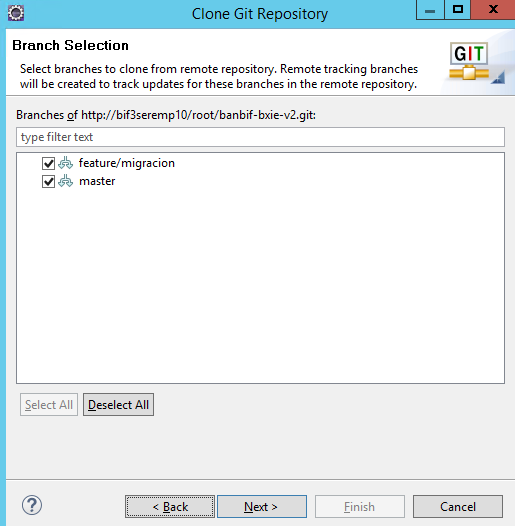 Clone Git Repository
Branch Selection
Select branches to clone from remote repository. Remote tracking branches
will be created to track updates for these branches in the remote repository.
GIT
Branches of http://bif3seremp10/root/banbif-bxie-v2.git:
type filter text
feature/migracion
master
Select All
Deselect All
?
< Back
Next >
Finish
Cancel